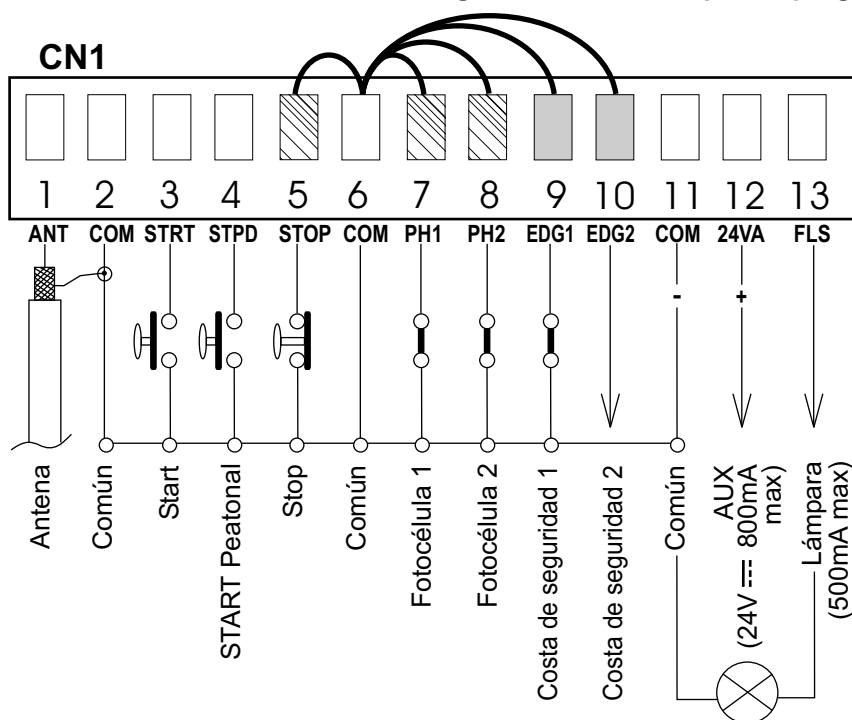 CN1
1 2 3 4 5 6 7 8 9 10 11 12 13
ANT COM STRT STPD STOP COM PH1 PH2 EDG1 EDG2 COM 24VA FLS
- +
Antena
Común
Start
START Peatonal
Stop
Común
Fotocélula 1
Fotocélula 2
Costa de seguridad 1
Costa de seguridad 2
Común
AUX
(24V 800mA
max)
Lámpara
(500mA max)